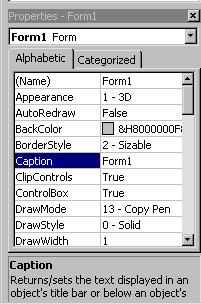 Properties - Form1
Form1 Form
Alphabetic Categorized
(Name) Form1
Appearance 1 - 3D
AutoRedraw False
BackColor &H8000000F&
BorderStyle 2 - Sizable
Caption Form1
ClipControls True
ControlBox True
DrawMode 13 - Copy Pen
DrawStyle 0 - Solid
DrawWidth 1
Caption
Returns/sets the text displayed in
an object's title bar or below an object's